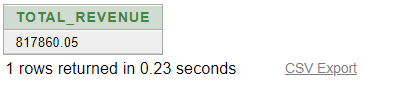 TOTAL_REVENUE
817860.05
1 rows returned in 0.23 seconds CSV Export